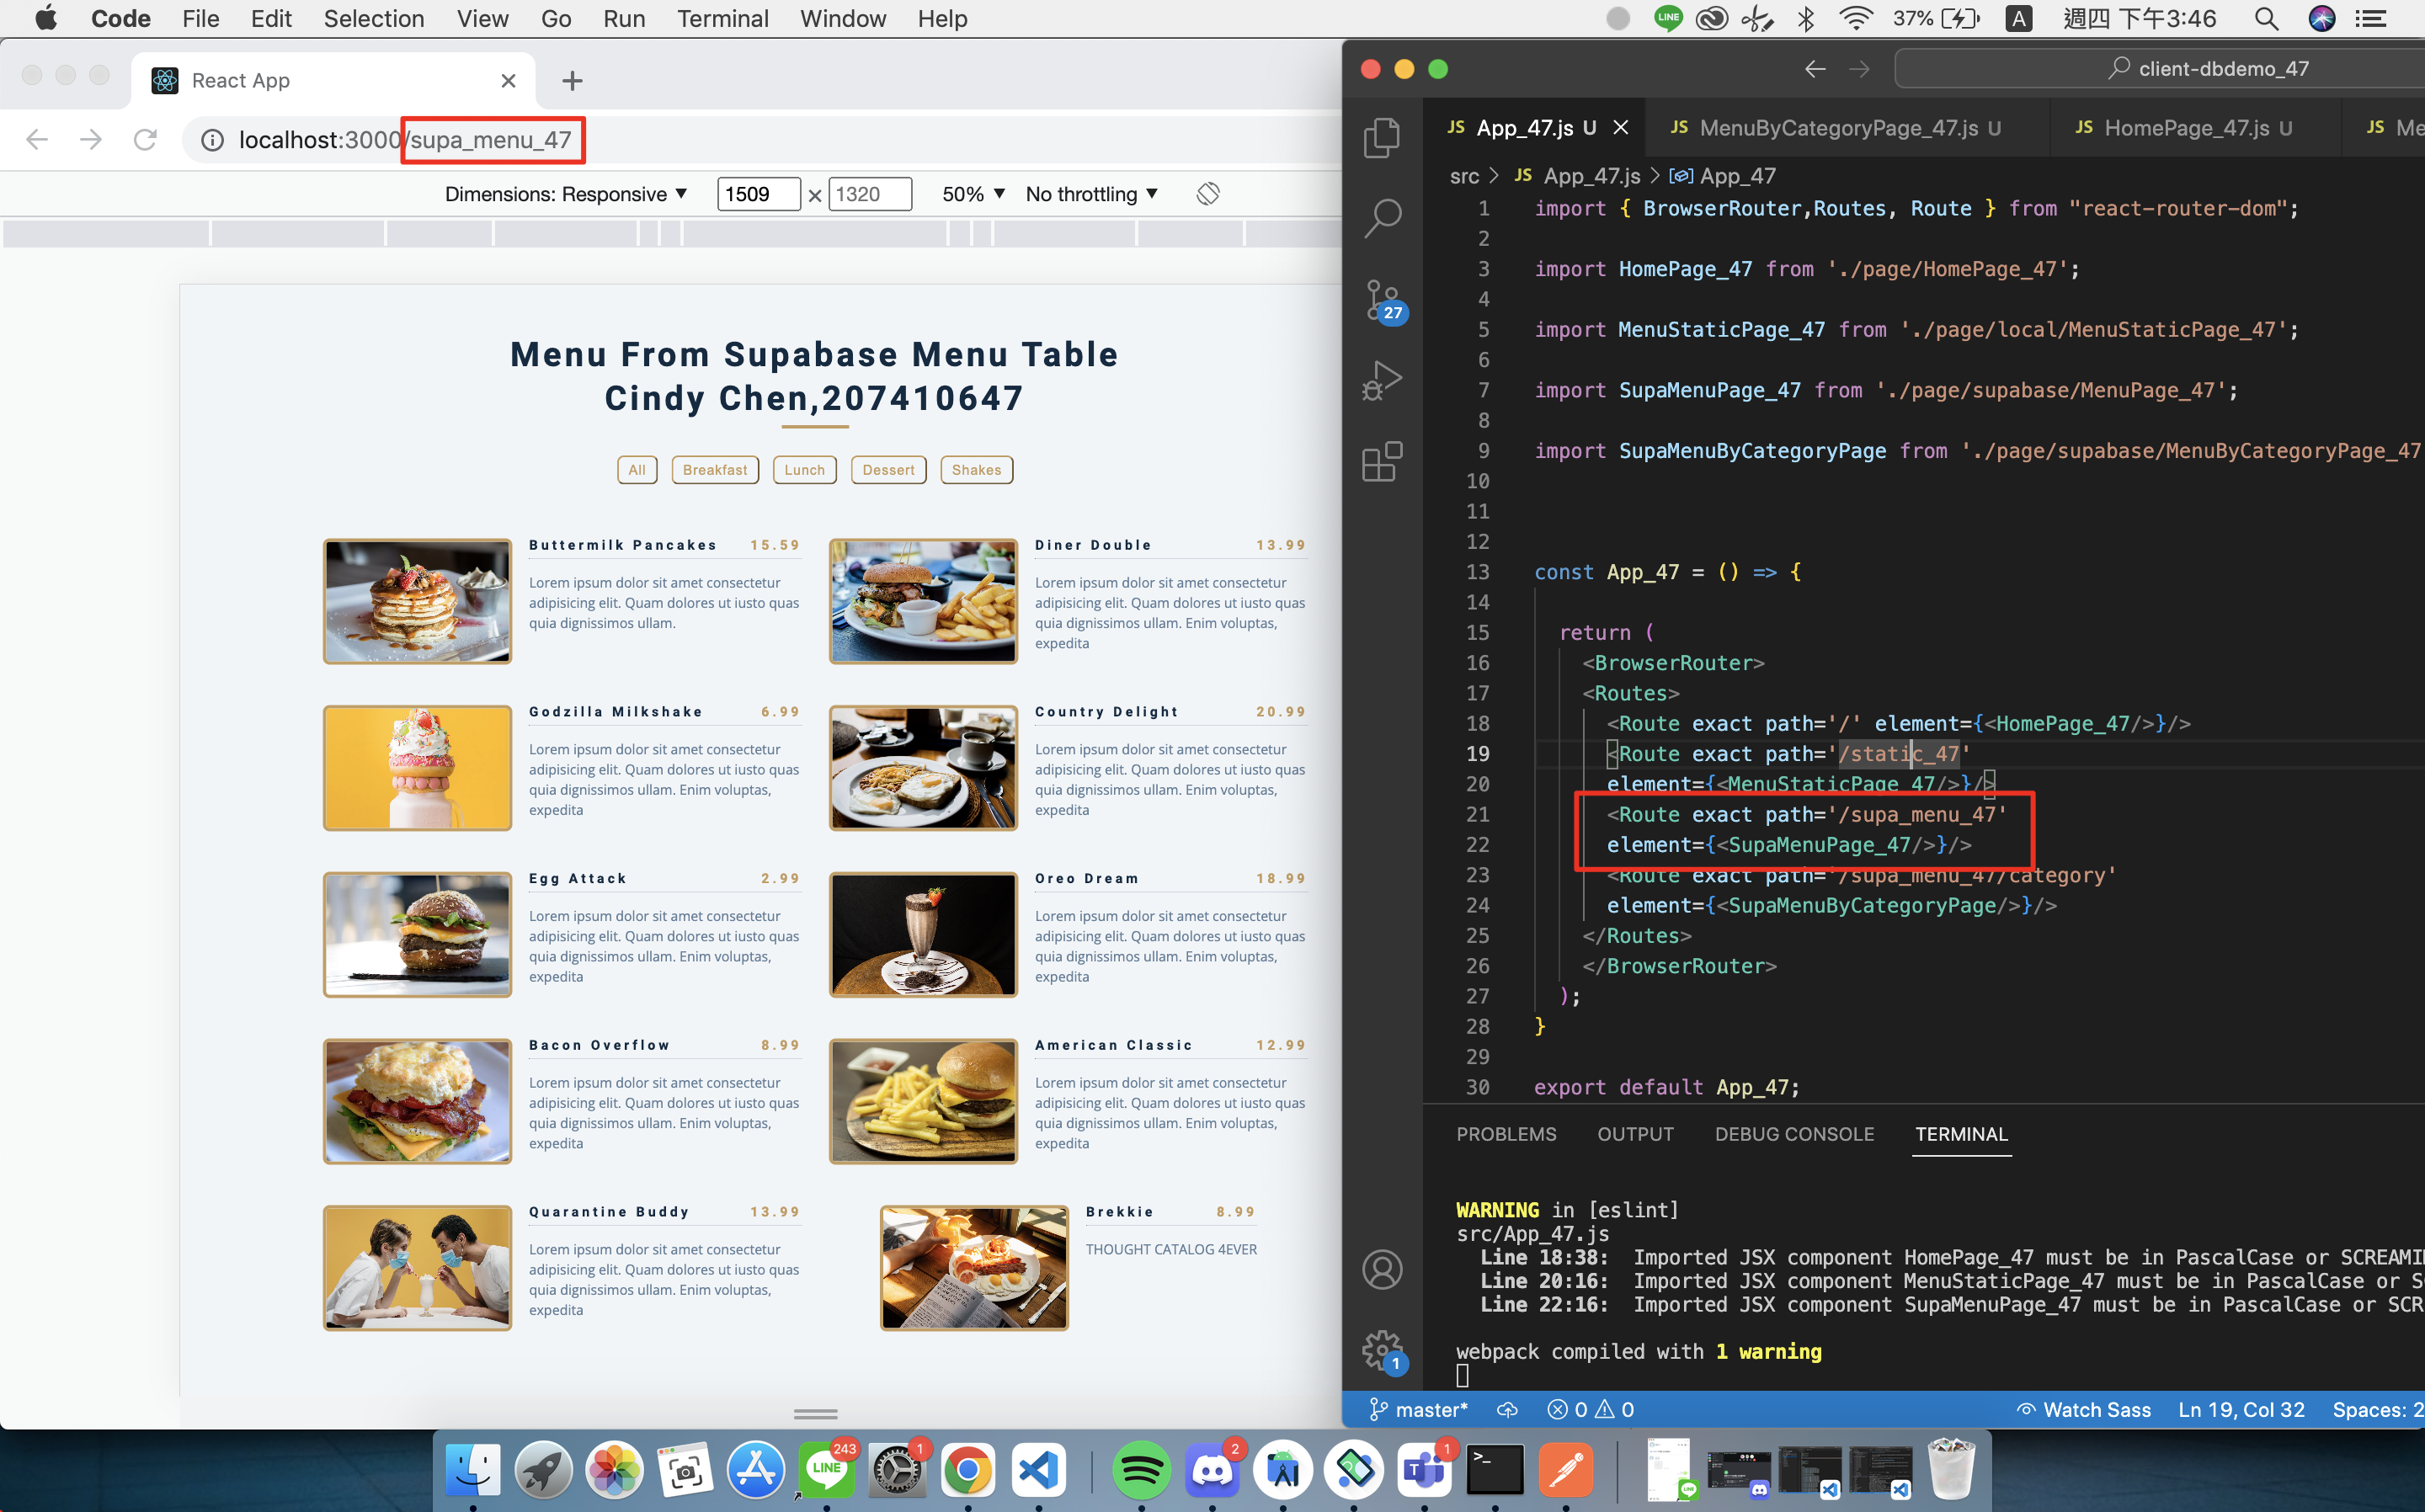 Code File Edit Selection View Go Run Terminal Window Help
LINE 37% A 週四 下午3:46
React App
localhost:3000/supa_menu_47
Dimensions: Responsive ▼ 1509 × 1320 50% ▼ No throttling ▼
Menu From Supabase Menu Table
Cindy Chen,207410647
All Breakfast Lunch Dessert Shakes
Buttermilk Pancakes 15.59
Lorem ipsum dolor sit amet consectetur
adipisicing elit. Quam dolores ut iusto quas
quia dignissimos ullam.
Diner Double 13.99
Lorem ipsum dolor sit amet consectetur
adipisicing elit. Quam dolores ut iusto quas
quia dignissimos ullam. Enim voluptas,
expedita
Godzilla Milkshake 6.99
Lorem ipsum dolor sit amet consectetur
adipisicing elit. Quam dolores ut iusto quas
quia dignissimos ullam. Enim voluptas,
expedita
Country Delight 20.99
Lorem ipsum dolor sit amet consectetur
adipisicing elit. Quam dolores ut iusto quas
quia dignissimos ullam. Enim voluptas,
expedita
Egg Attack 2.99
Lorem ipsum dolor sit amet consectetur
adipisicing elit. Quam dolores ut iusto quas
quia dignissimos ullam. Enim voluptas,
expedita
Oreo Dream 18.99
Lorem ipsum dolor sit amet consectetur
adipisicing elit. Quam dolores ut iusto quas
quia dignissimos ullam. Enim voluptas,
expedita
Bacon Overflow 8.99
Lorem ipsum dolor sit amet consectetur
adipisicing elit. Quam dolores ut iusto quas
quia dignissimos ullam. Enim voluptas,
expedita
American Classic 12.99
Lorem ipsum dolor sit amet consectetur
adipisicing elit. Quam dolores ut iusto quas
quia dignissimos ullam. Enim voluptas,
expedita
Quarantine Buddy 13.99
Lorem ipsum dolor sit amet consectetur
adipisicing elit. Quam dolores ut iusto quas
quia dignissimos ullam. Enim voluptas,
expedita
Brekkie 8.99
THOUGHT CATALOG 4EVER
client-dbdemo_47
JS App_47.js U JS MenuByCategoryPage_47.js U JS HomePage_47.js U JS Me
src > JS App_47.js > App_47
27
1 import { BrowserRouter,Routes, Route } from "react-router-dom";
2
3 import HomePage_47 from './page/HomePage_47';
4
5 import MenuStaticPage_47 from './page/local/MenuStaticPage_47';
6
7 import SupaMenuPage_47 from './page/supabase/MenuPage_47';
8
9 import SupaMenuByCategoryPage from './page/supabase/MenuByCategoryPage_47
10
11
12
13 const App_47 = () => {
14
15 return (
16 <BrowserRouter>
17 <Routes>
18 <Route exact path='/' element={<HomePage_47/>}/>
19 <Route exact path='/static_47'
20 element={<MenuStaticPage_47/>}/>
21 <Route exact path='/supa_menu_47'
22 element={<SupaMenuPage_47/>}/>
23 <Route exact path='/supa_menu_47/category'
24 element={<SupaMenuByCategoryPage/>}/>
25 </Routes>
26 </BrowserRouter>
27 );
28 }
29
30 export default App_47;
PROBLEMS OUTPUT DEBUG CONSOLE TERMINAL
WARNING in [eslint]
src/App_47.js
Line 18:38: Imported JSX component HomePage_47 must be in PascalCase or SCREAMI
Line 20:16: Imported JSX component MenuStaticPage_47 must be in PascalCase or S
Line 22:16: Imported JSX component SupaMenuPage_47 must be in PascalCase or SCR
webpack compiled with 1 warning
1
master* 0 0 Watch Sass Ln 19, Col 32 Spaces: 2
LINE 243 1 2 T 1 >_